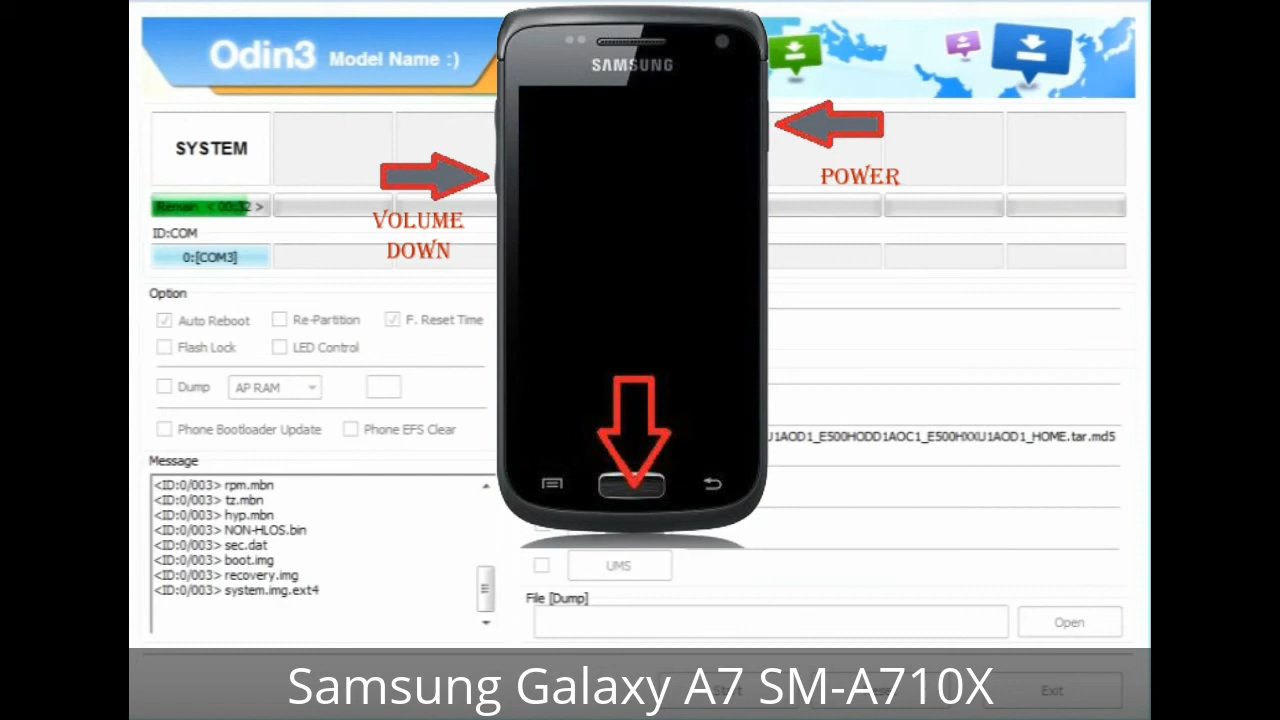 Odin3 Model Name :)
SAMSUNG
SYSTEM
POWER
Remain < 00:32 >
VOLUME
DOWN
ID:COM
0:[COM3]
Option
Auto Reboot
Re-Partition
F. Reset Time
Flash Lock
LED Control
Dump
AP RAM
Phone Bootloader Update
Phone EFS Clear
U1AOD1_E500HODD1AOC1_E500HXXU1AOD1_HOME.tar.md5
Message
<ID:0/003> rpm.mbn
<ID:0/003> tz.mbn
<ID:0/003> hyp.mbn
<ID:0/003> NON-HLOS.bin
<ID:0/003> sec.dat
<ID:0/003> boot.img
<ID:0/003> recovery.img
<ID:0/003> system.img.ext4
UMS
File [Dump]
Open
Samsung Galaxy A7 SM-A710X
Exit